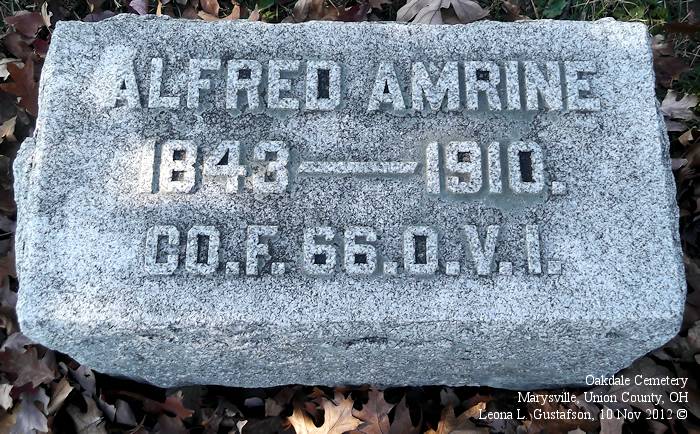 ALFRED AMRINE
1843—1910.
CO.F. 66.O.V.I.
Oakdale Cemetery
Marysville, Union County, OH
Leona L. Gustafson, 10 Nov 2012 ©